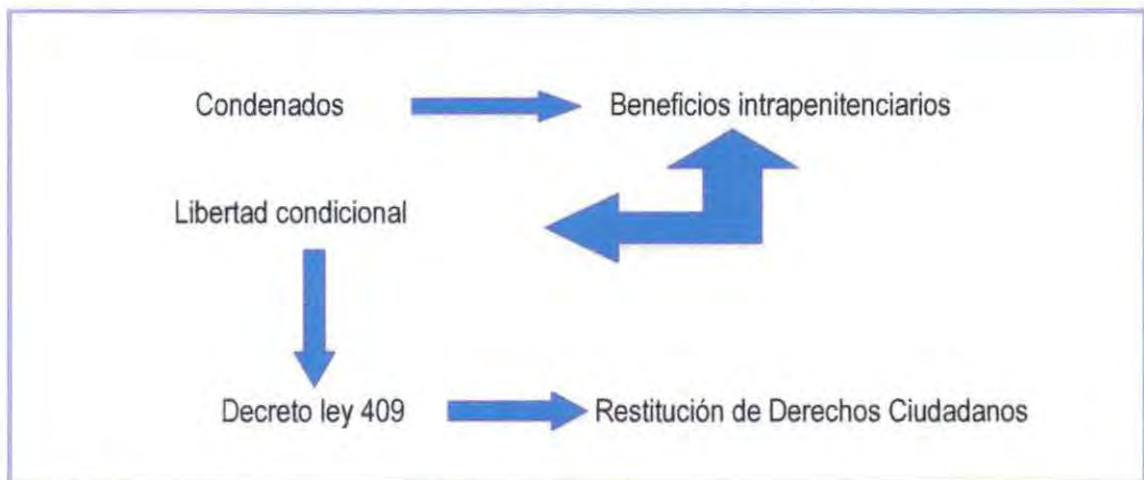 Condenados
Beneficios intrapenitenciarios
Libertad condicional
Decreto ley 409
Restitución de Derechos Ciudadanos